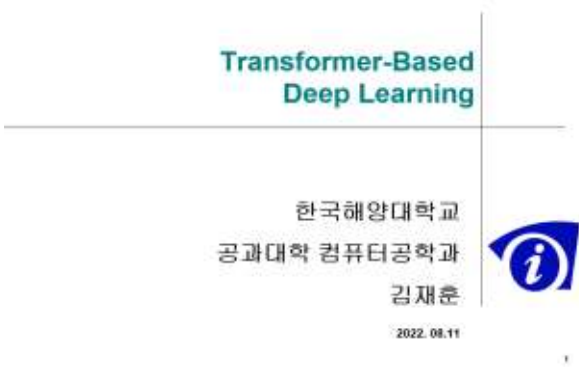 Transformer-Based
Deep Learning
한국해양대학교
공과대학 컴퓨터공학과
김재훈
2022. 08.11
i
1